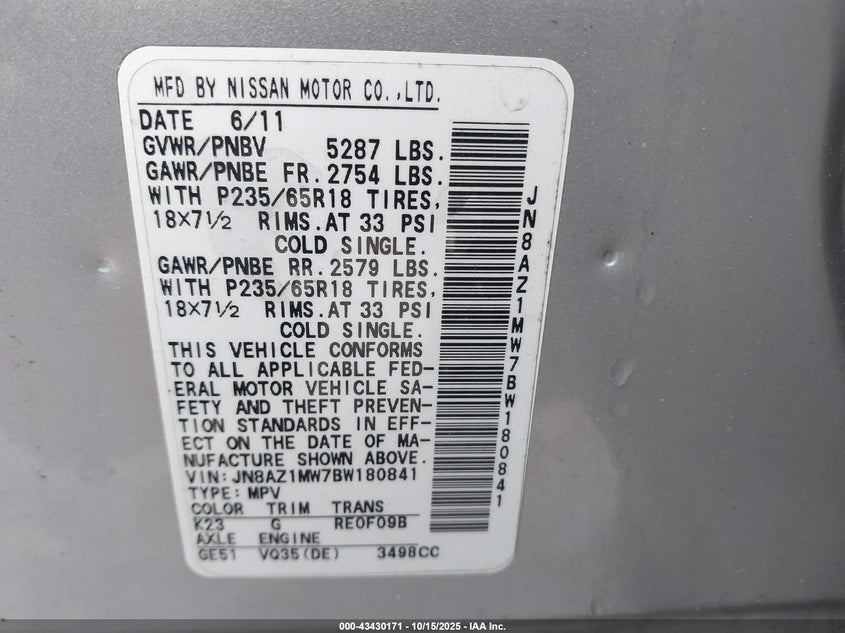 MFD BY NISSAN MOTOR CO.,LTD.
DATE 6/11
GVWR/PNBV 5287 LBS.
GAWR/PNBE FR. 2754 LBS.
WITH P235/65R18 TIRES,
18X7½ RIMS.AT 33 PSI
COLD SINGLE.
GAWR/PNBE RR. 2579 LBS.
WITH P235/65R18 TIRES,
18X7½ RIMS.AT 33 PSI
COLD SINGLE.
THIS VEHICLE CONFORMS
TO ALL APPLICABLE FED-
ERAL MOTOR VEHICLE SA-
FETY AND THEFT PREVEN-
TION STANDARDS IN EFF-
ECT ON THE DATE OF MA-
NUFACTURE SHOWN ABOVE.
VIN: JN8AZ1MW7BW180841
TYPE: MPV
COLOR TRIM TRANS
K23 G RE0F09B
AXLE ENGINE
GE51 VQ35(DE) 3498CC
JN8AZ1MW7BW180841
000-43430171 - 10/15/2025 - IAA Inc.